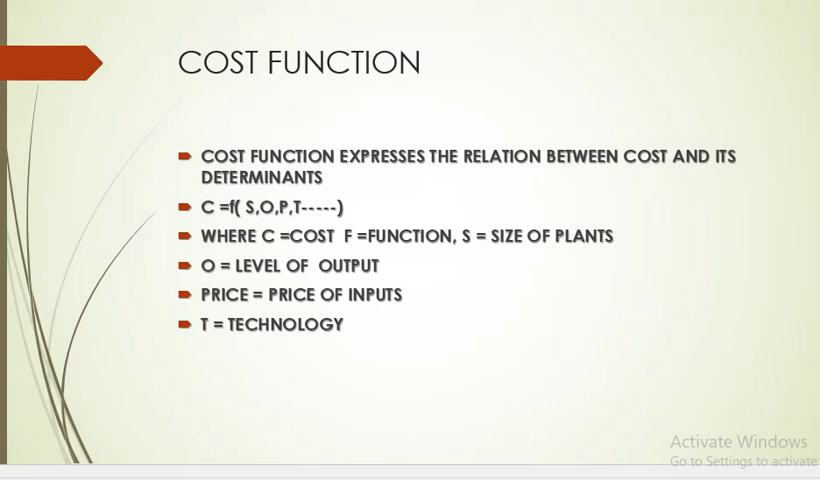 COST FUNCTION
COST FUNCTION EXPRESSES THE RELATION BETWEEN COST AND ITS
DETERMINANTS
C =f( S,O,P,T-----)
WHERE C =COST F =FUNCTION, S = SIZE OF PLANTS
O = LEVEL OF OUTPUT
PRICE = PRICE OF INPUTS
T = TECHNOLOGY
Activate Windows
Go to Settings to activate